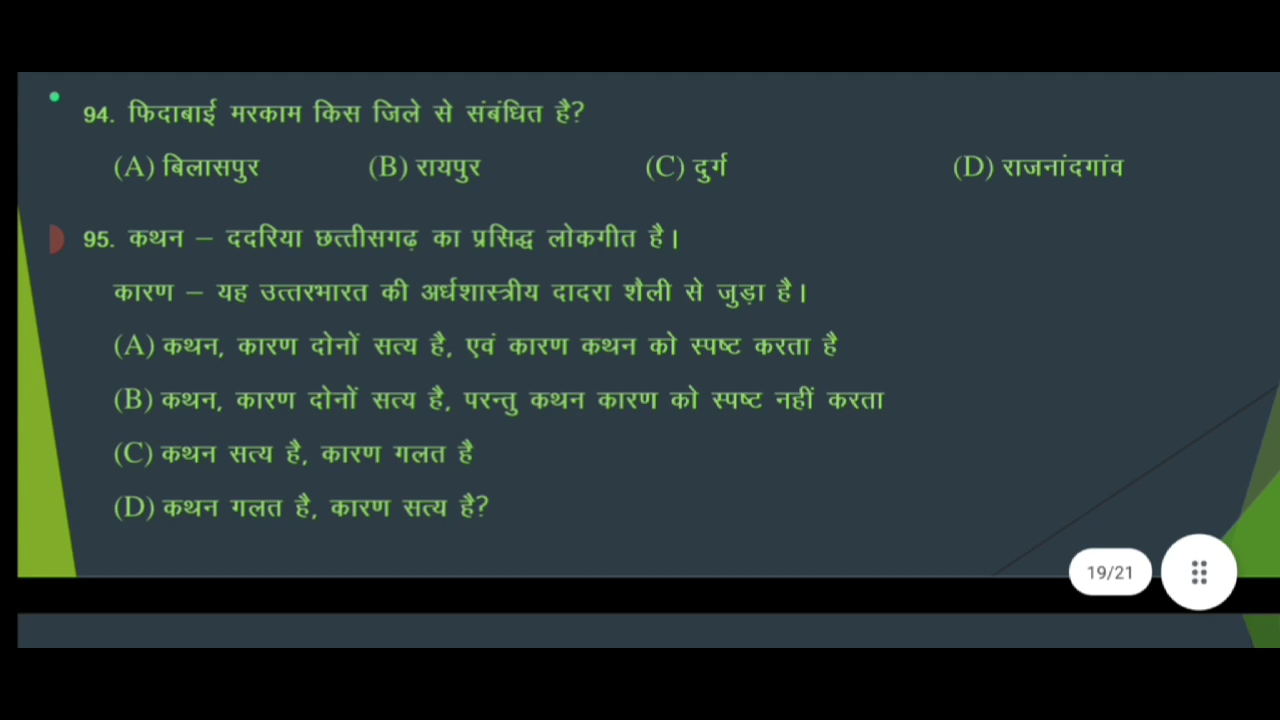 94. फिदाबाई मरकाम किस जिले से संबंधित है?
(A) बिलासपुर (B) रायपुर (C) दुर्ग (D) राजनांदगांव
95. कथन – ददरिया छत्तीसगढ़ का प्रसिद्ध लोकगीत है।
कारण – यह उत्तरभारत की अर्धशास्त्रीय दादरा शैली से जुड़ा है।
(A) कथन, कारण दोनों सत्य है, एवं कारण कथन को स्पष्ट करता है
(B) कथन, कारण दोनों सत्य है, परन्तु कथन कारण को स्पष्ट नहीं करता
(C) कथन सत्य है, कारण गलत है
(D) कथन गलत है, कारण सत्य है?
19/21